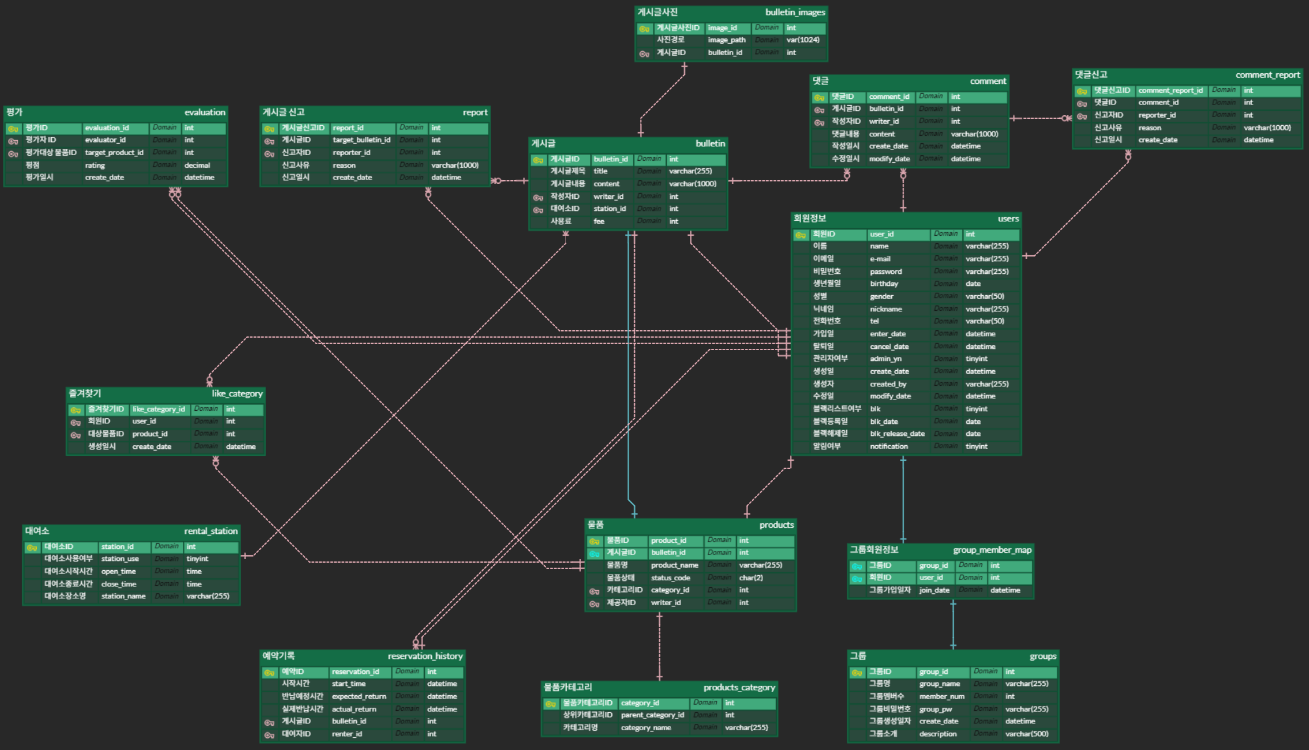 게시글사진 bulletin_images
게시글사진ID image_id Domain int
사진경로 image_path Domain var(1024)
게시글ID bulletin_id Domain int
댓글 comment
댓글ID comment_id Domain int
게시글ID bulletin_id Domain int
작성자ID writer_id Domain int
댓글내용 content Domain varchar(1000)
작성일시 create_date Domain datetime
수정일시 modify_date Domain datetime
댓글신고 comment_report
댓글신고ID comment_report_id Domain int
댓글ID comment_id Domain int
신고자ID reporter_id Domain int
신고사유 reason Domain varchar(1000)
신고일시 create_date Domain datetime
평가 evaluation
평가ID evaluation_id Domain int
평가자 ID evaluator_id Domain int
평가대상 물품ID target_product_id Domain int
평점 rating Domain decimal
평가일시 create_date Domain datetime
게시글 신고 report
게시글신고ID report_id Domain int
게시글ID target_bulletin_id Domain int
신고자ID reporter_id Domain int
신고사유 reason Domain varchar(1000)
신고일시 create_date Domain datetime
게시글 bulletin
게시글ID bulletin_id Domain int
게시글제목 title Domain varchar(255)
게시글내용 content Domain varchar(1000)
작성자ID writer_id Domain int
대여소ID station_id Domain int
사용료 fee Domain int
회원정보 users
회원ID user_id Domain int
이름 name Domain varchar(255)
이메일 e-mail Domain varchar(255)
비밀번호 password Domain varchar(255)
생년월일 birthday Domain date
성별 gender Domain varchar(50)
닉네임 nickname Domain varchar(255)
전화번호 tel Domain varchar(50)
가입일 enter_date Domain datetime
탈퇴일 cancel_date Domain datetime
관리자여부 admin_yn Domain tinyint
생성일 create_date Domain datetime
생성자 created_by Domain varchar(255)
수정일 modify_date Domain datetime
블랙리스트여부 blk Domain tinyint
블랙등록일 blk_date Domain date
블랙해제일 blk_release_date Domain date
알림여부 notification Domain tinyint
즐겨찾기 like_category
즐겨찾기ID like_category_id Domain int
회원ID user_id Domain int
대상물품ID product_id Domain int
생성일시 create_date Domain datetime
대여소 rental_station
대여소ID station_id Domain int
대여소사용여부 station_use Domain tinyint
대여소시작시간 open_time Domain time
대여소종료시간 close_time Domain time
대여소장소명 station_name Domain varchar(255)
물품 products
물품ID product_id Domain int
게시글ID bulletin_id Domain int
물품명 product_name Domain varchar(255)
물품상태 status_code Domain char(2)
카테고리ID category_id Domain int
제공자ID writer_id Domain int
그룹회원정보 group_member_map
그룹ID group_id Domain int
회원ID user_id Domain int
그룹가입일자 join_date Domain datetime
예약기록 reservation_history
예약ID reservation_id Domain int
시작시간 start_time Domain datetime
반납예정시간 expected_return Domain datetime
실제반납시간 actual_return Domain datetime
게시글ID bulletin_id Domain int
대여자ID renter_id Domain int
물품카테고리 products_category
물품카테고리ID category_id Domain int
상위카테고리ID parent_category_id Domain int
카테고리명 category_name Domain varchar(255)
그룹 groups
그룹ID group_id Domain int
그룹명 group_name Domain varchar(255)
그룹멤버수 member_num Domain int
그룹비밀번호 group_pw Domain varchar(255)
그룹생성일자 create_date Domain datetime
그룹소개 description Domain varchar(500)